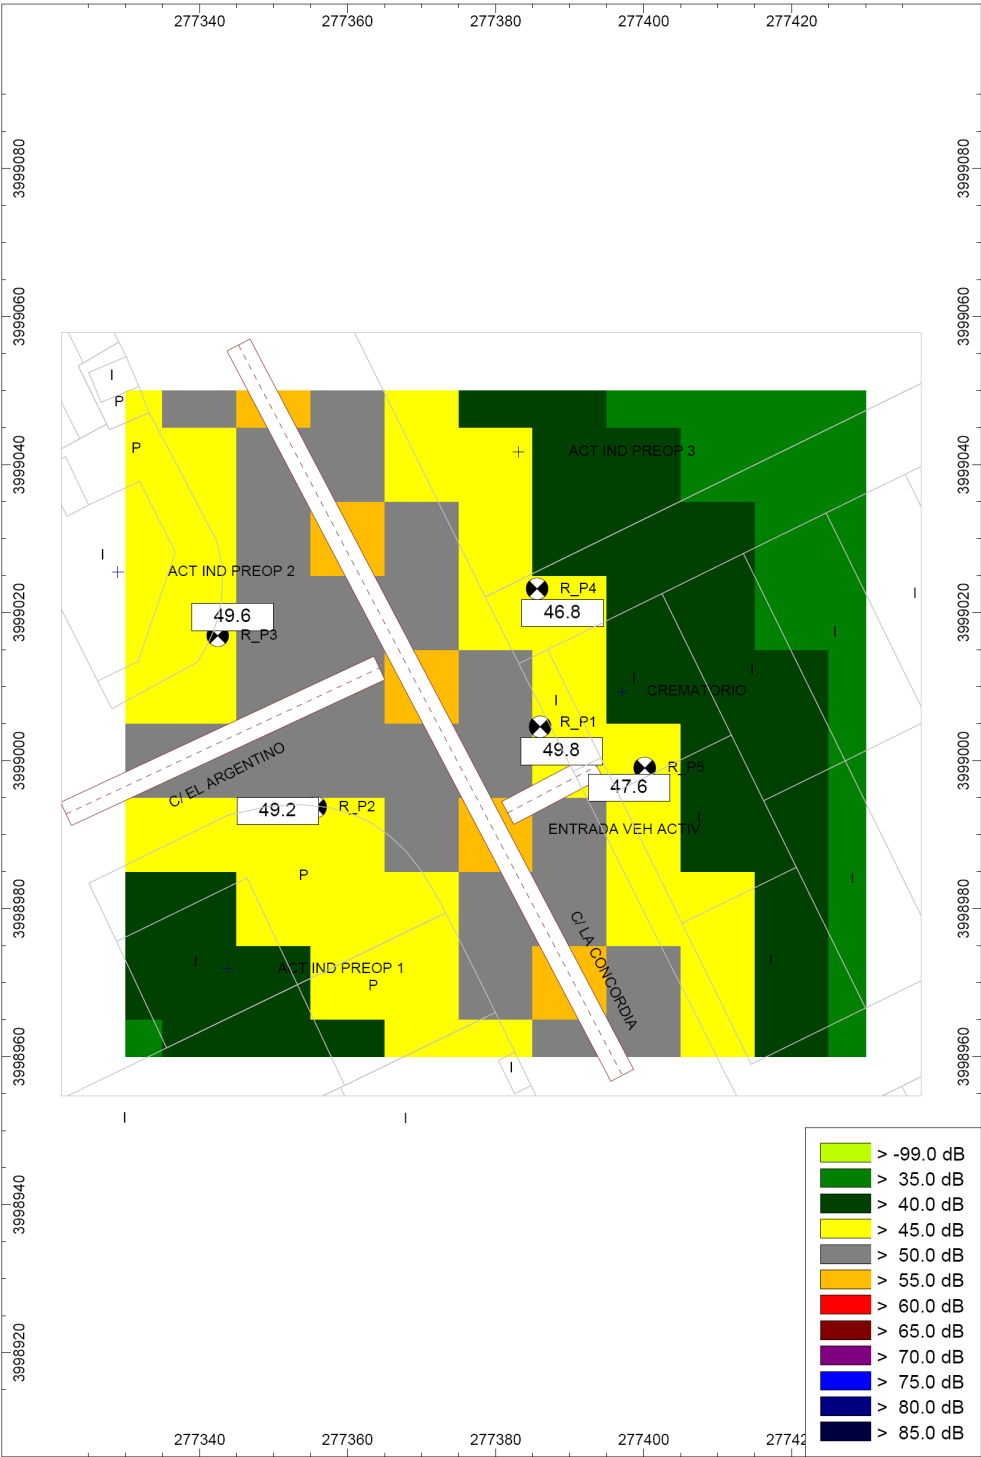 277340 277360 277380 277400 277420
3999080 3999080
3999060 3999060
I
P
P
3999040 3999040
ACT IND PREOP 3
I
ACT IND PREOP 2
R_P4
I
3999020 3999020
49.6
46.8
R_P3
I
I
I
CREMATORIO
I
R_P1
3999000 3999000
49.8
C/ EL ARGENTINO
R_P5
47.6
R_P2
49.2
I
ENTRADA VEH ACTIV
P
I
3998980 3998980
C/ LA CONCORDIA
I
I
ACT IND PREOP 1
P
3998960 3998960
I
I
I
> -99.0 dB
> 35.0 dB
> 40.0 dB
> 45.0 dB
> 50.0 dB
> 55.0 dB
> 60.0 dB
> 65.0 dB
> 70.0 dB
> 75.0 dB
> 80.0 dB
> 85.0 dB
3998940
3998920
277340 277360 277380 277400 27742